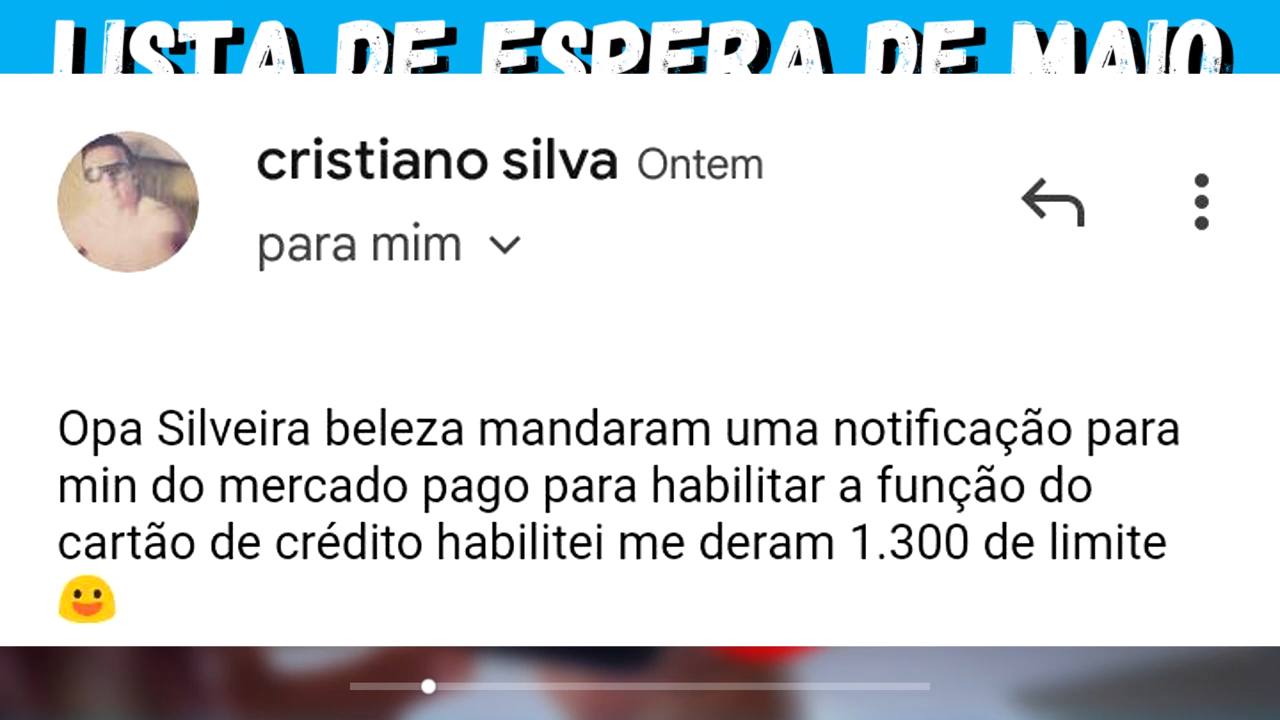 LISTA DE ESPERA DE MAIO
cristiano silva Ontem
para mim
Opa Silveira beleza mandaram uma notificação para
min do mercado pago para habilitar a função do
cartão de crédito habilitei me deram 1.300 de limite